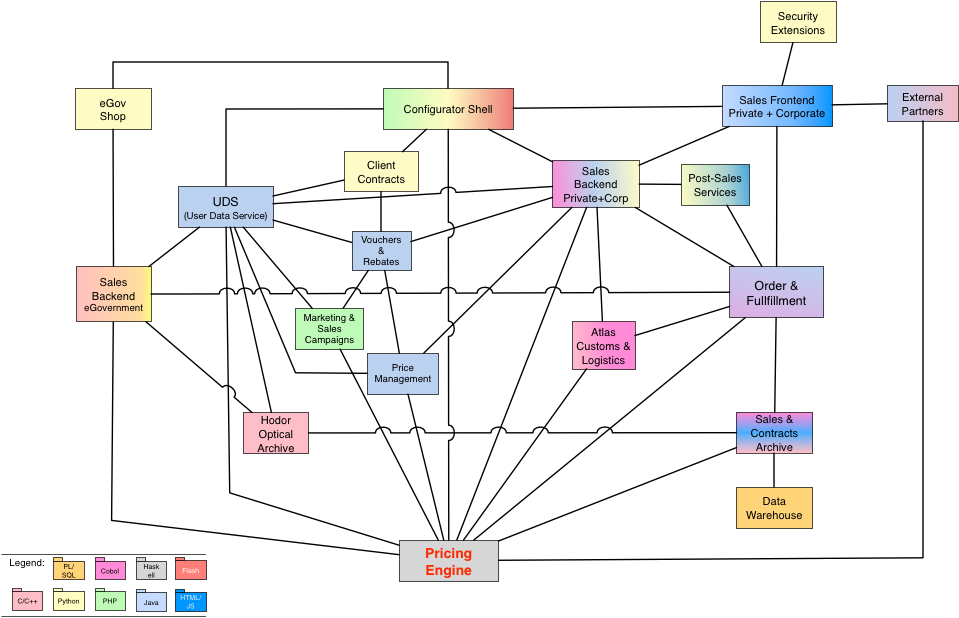 Security
Extensions
eGov
Shop
Configurator Shell
Sales Frontend
Private + Corporate
External
Partners
Client
Contracts
Sales
Backend
Private+Corp
Post-Sales
Services
UDS
(User Data Service)
Vouchers
&
Rebates
Sales
Backend
eGovernment
Order &
Fullfillment
Marketing &
Sales
Campaigns
Atlas
Customs &
Logistics
Price
Management
Hodor
Optical
Archive
Sales &
Contracts
Archive
Data
Warehouse
Pricing
Engine
Legend:
PL/
SQL
Cobol
Hask
ell
Flash
C/C++
Python
PHP
Java
HTML/
JS